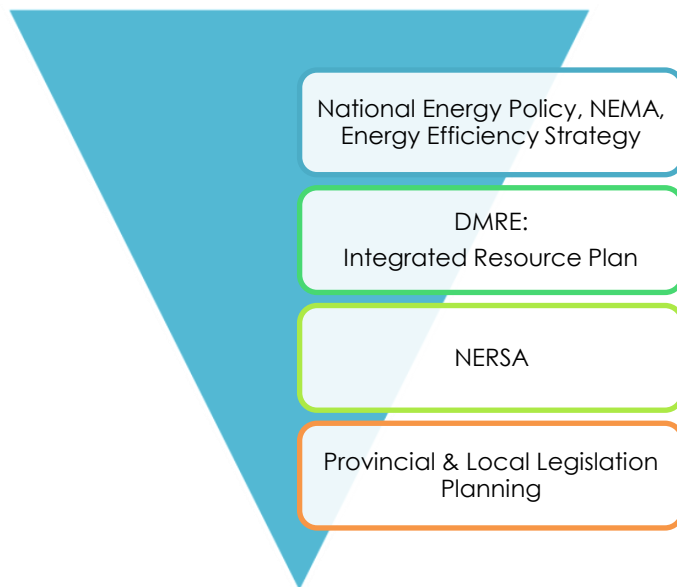 National Energy Policy, NEMA,
Energy Efficiency Strategy
DMRE:
Integrated Resource Plan
NERSA
Provincial & Local Legislation
Planning